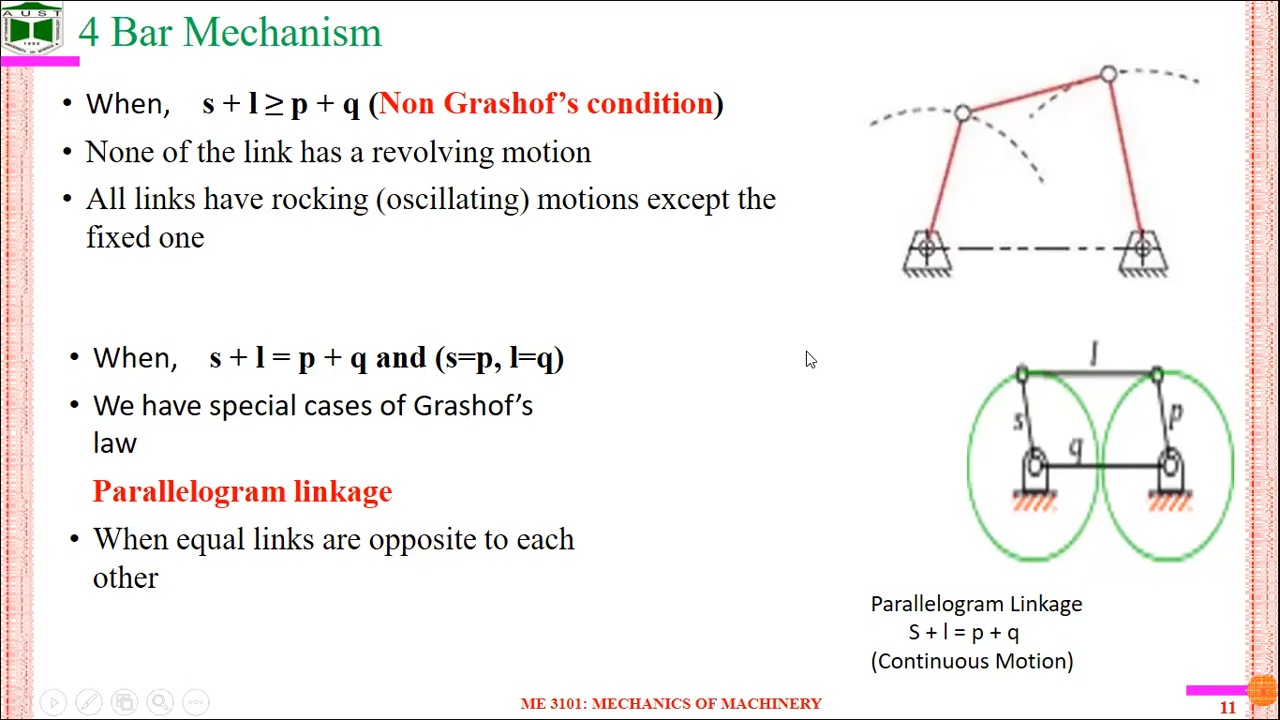 AUST
4 Bar Mechanism
• When, s + l ≥ p + q (Non Grashof's condition)
• None of the link has a revolving motion
• All links have rocking (oscillating) motions except the
fixed one
• When, s + l = p + q and (s=p, l=q)
• We have special cases of Grashof's
law
Parallelogram linkage
• When equal links are opposite to each
other
l
s
p
q
Parallelogram Linkage
S + l = p + q
(Continuous Motion)
ME 3101: MECHANICS OF MACHINERY
11